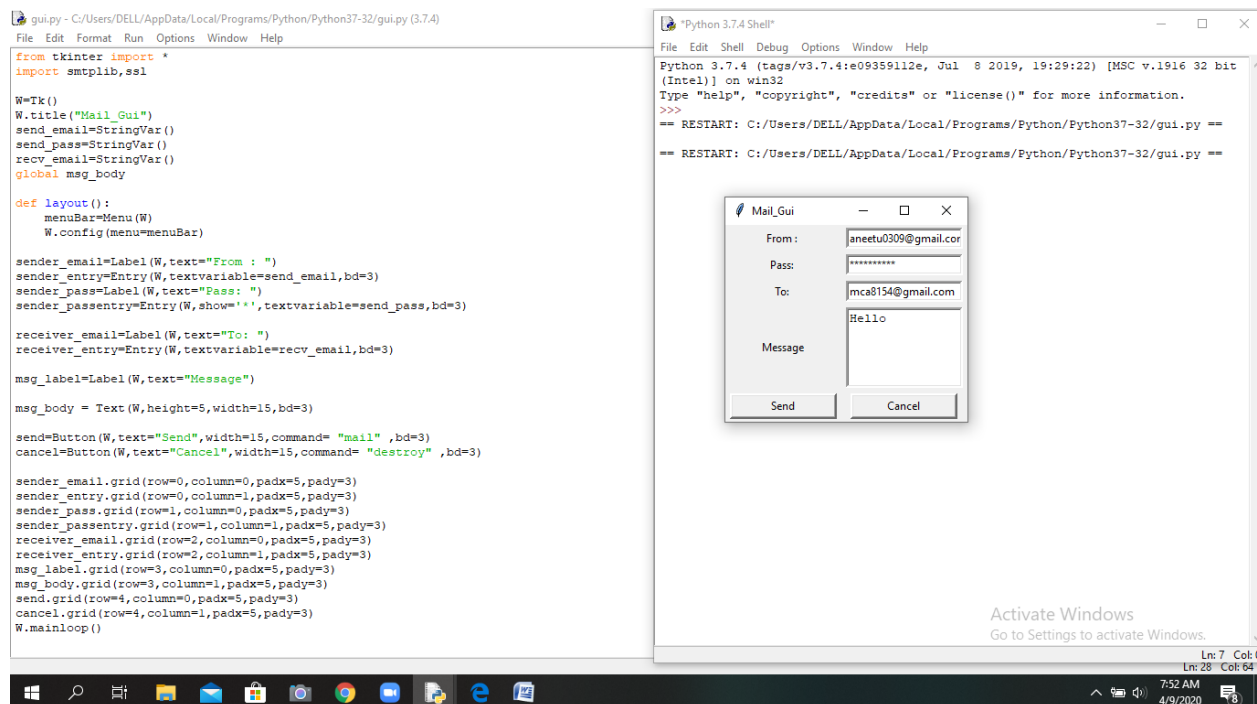 gui.py - C:/Users/DELL/AppData/Local/Programs/Python/Python37-32/gui.py (3.7.4)
File Edit Format Run Options Window Help
from tkinter import *
import smtplib,ssl
W=Tk()
W.title("Mail_Gui")
send_email=StringVar()
send_pass=StringVar()
recv_email=StringVar()
global msg_body
def layout():
    menuBar=Menu(W)
    W.config(menu=menuBar)
sender_email=Label(W,text="From : ")
sender_entry=Entry(W,textvariable=send_email,bd=3)
sender_pass=Label(W,text="Pass: ")
sender_passentry=Entry(W,show='*',textvariable=send_pass,bd=3)
receiver_email=Label(W,text="To: ")
receiver_entry=Entry(W,textvariable=recv_email,bd=3)
msg_label=Label(W,text="Message")
msg_body = Text(W,height=5,width=15,bd=3)
send=Button(W,text="Send",width=15,command= "mail" ,bd=3)
cancel=Button(W,text="Cancel",width=15,command= "destroy" ,bd=3)
sender_email.grid(row=0,column=0,padx=5,pady=3)
sender_entry.grid(row=0,column=1,padx=5,pady=3)
sender_pass.grid(row=1,column=0,padx=5,pady=3)
sender_passentry.grid(row=1,column=1,padx=5,pady=3)
receiver_email.grid(row=2,column=0,padx=5,pady=3)
receiver_entry.grid(row=2,column=1,padx=5,pady=3)
msg_label.grid(row=3,column=0,padx=5,pady=3)
msg_body.grid(row=3,column=1,padx=5,pady=3)
send.grid(row=4,column=0,padx=5,pady=3)
cancel.grid(row=4,column=1,padx=5,pady=3)
W.mainloop()
*Python 3.7.4 Shell*
File Edit Shell Debug Options Window Help
Python 3.7.4 (tags/v3.7.4:e09359112e, Jul  8 2019, 19:29:22) [MSC v.1916 32 bit
(Intel)] on win32
Type "help", "copyright", "credits" or "license()" for more information.
>>>
== RESTART: C:/Users/DELL/AppData/Local/Programs/Python/Python37-32/gui.py ==
== RESTART: C:/Users/DELL/AppData/Local/Programs/Python/Python37-32/gui.py ==
Mail_Gui
From : aneetu0309@gmail.cor
Pass: **********
To: mca8154@gmail.com
Message Hello
Send Cancel
Activate Windows
Go to Settings to activate Windows.
Ln: 7 Col: 
Ln: 28 Col: 64
7:52 AM
4/9/2020
8